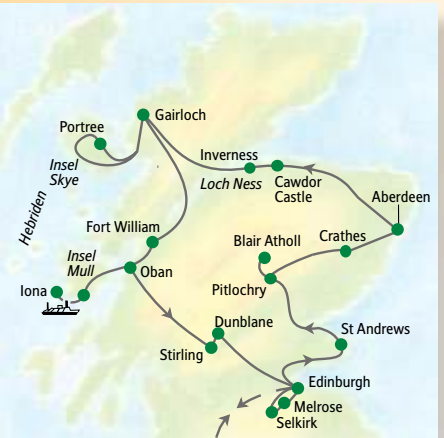 Gairloch
Portree
Insel
Skye
Inverness
Loch Ness
Cawdor
Castle
Aberdeen
Hebriden
Fort William
Insel
Mull
Blair Atholl
Crathes
Oban
Iona
Pitlochry
Dunblane
St Andrews
Stirling
Edinburgh
Melrose
Selkirk